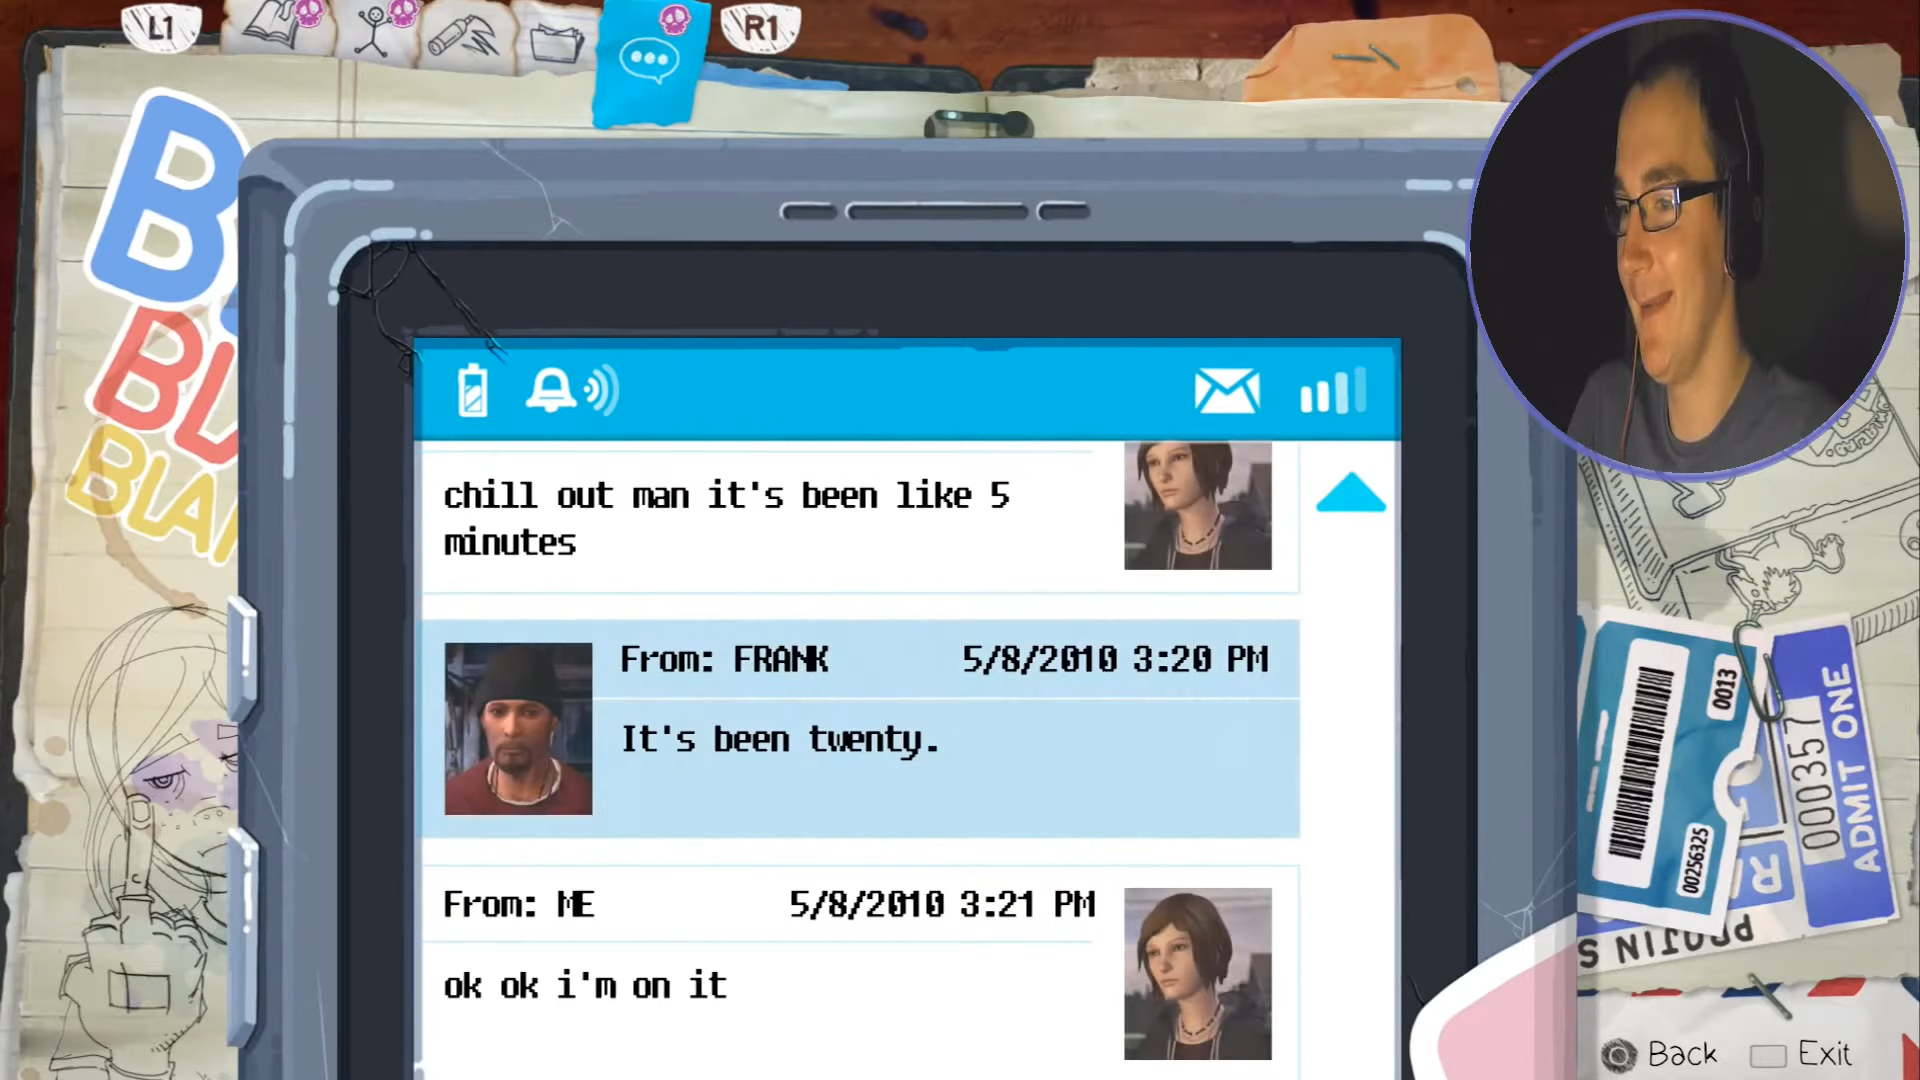 L1
R1
B
BL
BLAH
chill out man it's been like 5
minutes
From: FRANK 5/8/2010 3:20 PM
It's been twenty.
From: ME 5/8/2010 3:21 PM
ok ok i'm on it
0013
00256325
000357
ADMIT ONE
Back
Exit